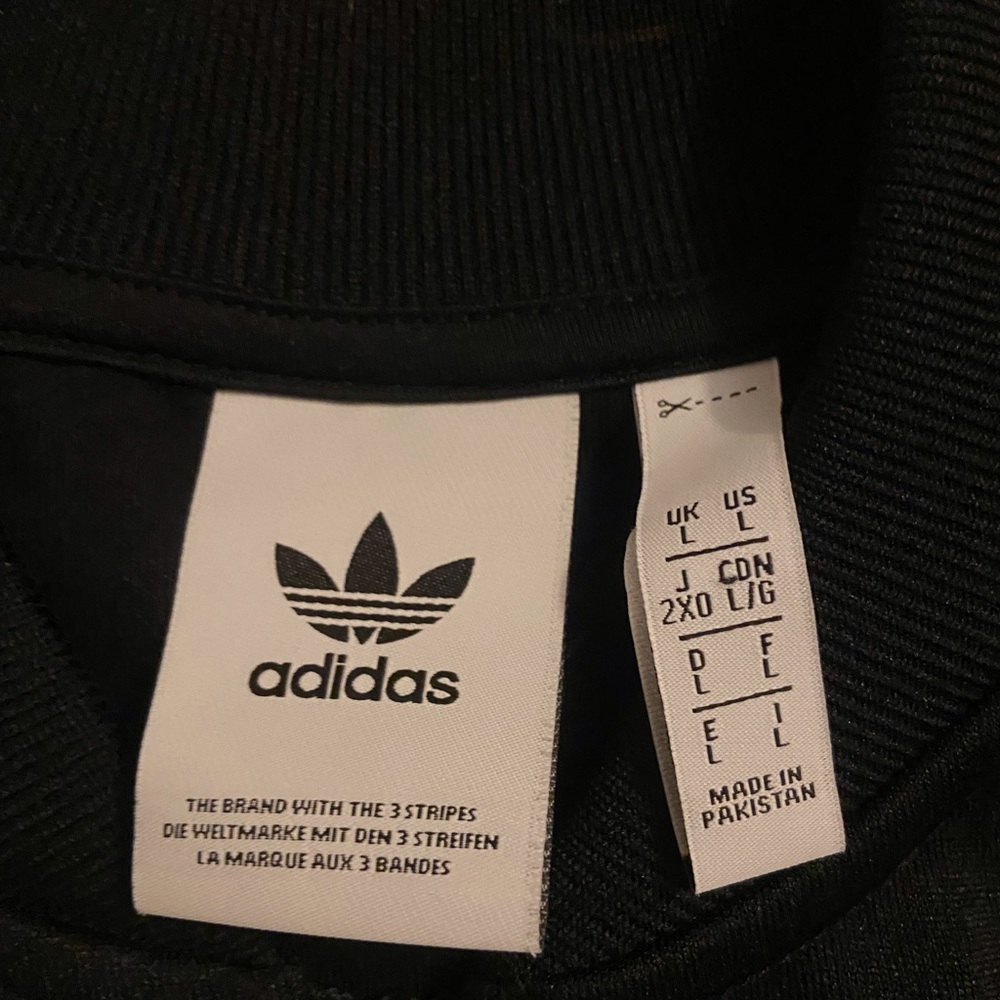 adidas
THE BRAND WITH THE 3 STRIPES
DIE WELTMARKE MIT DEN 3 STREIFEN
LA MARQUE AUX 3 BANDES
UK US
L L
J CDN
2XO L/G
D F
L L
E I
L L
MADE IN
PAKISTAN